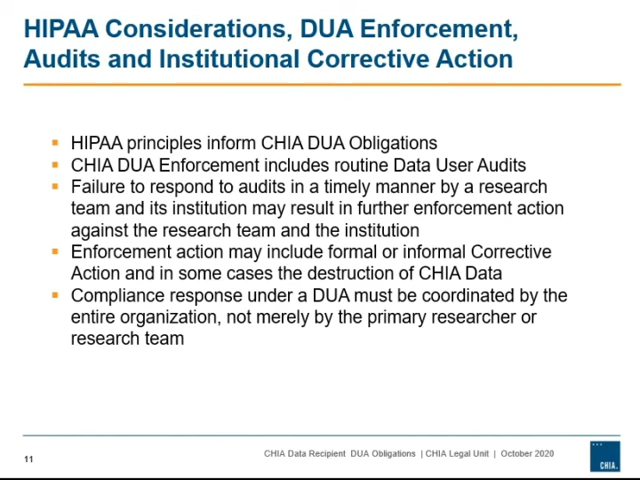 HIPAA Considerations, DUA Enforcement,
Audits and Institutional Corrective Action
▪ HIPAA principles inform CHIA DUA Obligations
▪ CHIA DUA Enforcement includes routine Data User Audits
▪ Failure to respond to audits in a timely manner by a research
team and its institution may result in further enforcement action
against the research team and the institution
▪ Enforcement action may include formal or informal Corrective
Action and in some cases the destruction of CHIA Data
▪ Compliance response under a DUA must be coordinated by the
entire organization, not merely by the primary researcher or
research team
11
CHIA Data Recipient DUA Obligations | CHIA Legal Unit | October 2020
CHIA.